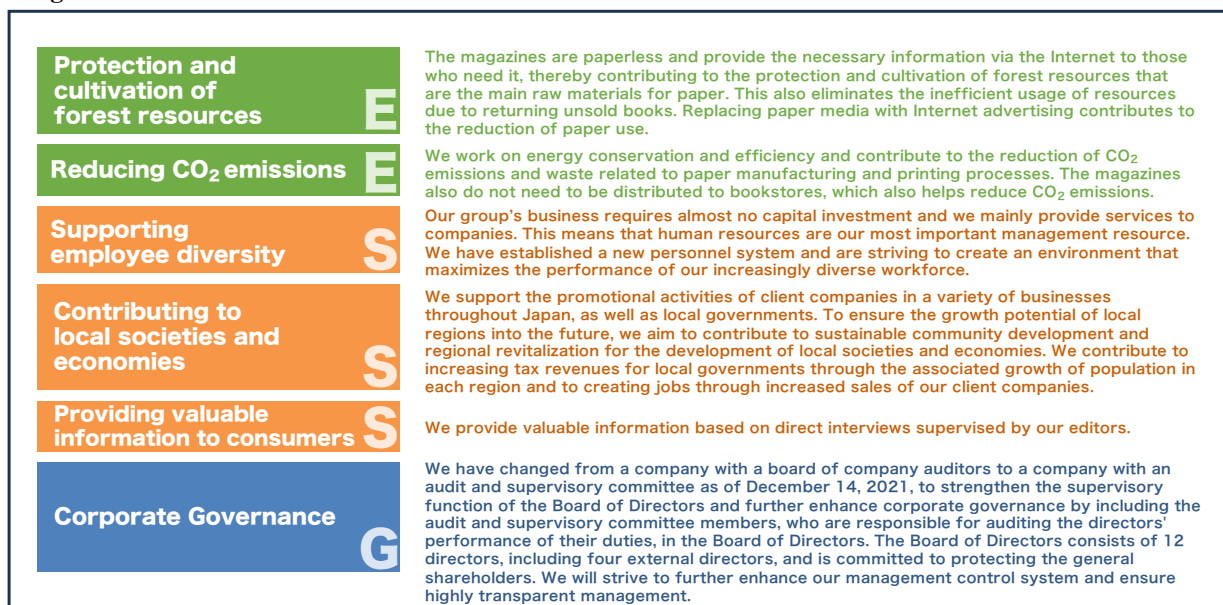 Protection and
cultivation of
forest resources
E
The magazines are paperless and provide the necessary information via the Internet to those
who need it, thereby contributing to the protection and cultivation of forest resources that
are the main raw materials for paper. This also eliminates the inefficient usage of resources
due to returning unsold books. Replacing paper media with Internet advertising contributes to
the reduction of paper use.
Reducing CO₂ emissions
E
We work on energy conservation and efficiency and contribute to the reduction of CO₂
emissions and waste related to paper manufacturing and printing processes. The magazines
also do not need to be distributed to bookstores, which also helps reduce CO₂ emissions.
Supporting
employee diversity
S
Our group's business requires almost no capital investment and we mainly provide services to
companies. This means that human resources are our most important management resource.
We have established a new personnel system and are striving to create an environment that
maximizes the performance of our increasingly diverse workforce.
Contributing to
local societies and
economies
S
We support the promotional activities of client companies in a variety of businesses
throughout Japan, as well as local governments. To ensure the growth potential of local
regions into the future, we aim to contribute to sustainable community development and
regional revitalization for the development of local societies and economies. We contribute to
increasing tax revenues for local governments through the associated growth of population in
each region and to creating jobs through increased sales of our client companies.
Providing valuable
information to consumers
S
We provide valuable information based on direct interviews supervised by our editors.
Corporate Governance
G
We have changed from a company with a board of company auditors to a company with an
audit and supervisory committee as of December 14, 2021, to strengthen the supervisory
function of the Board of Directors and further enhance corporate governance by including the
audit and supervisory committee members, who are responsible for auditing the directors'
performance of their duties, in the Board of Directors. The Board of Directors consists of 12
directors, including four external directors, and is committed to protecting the general
shareholders. We will strive to further enhance our management control system and ensure
highly transparent management.